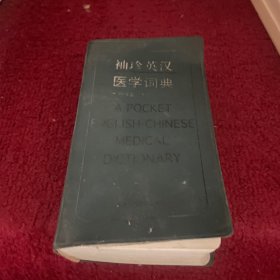 袖珍英汉
医学词典
A POCKET
ENGLISH-CHINESE
MEDICAL
DICTIONARY